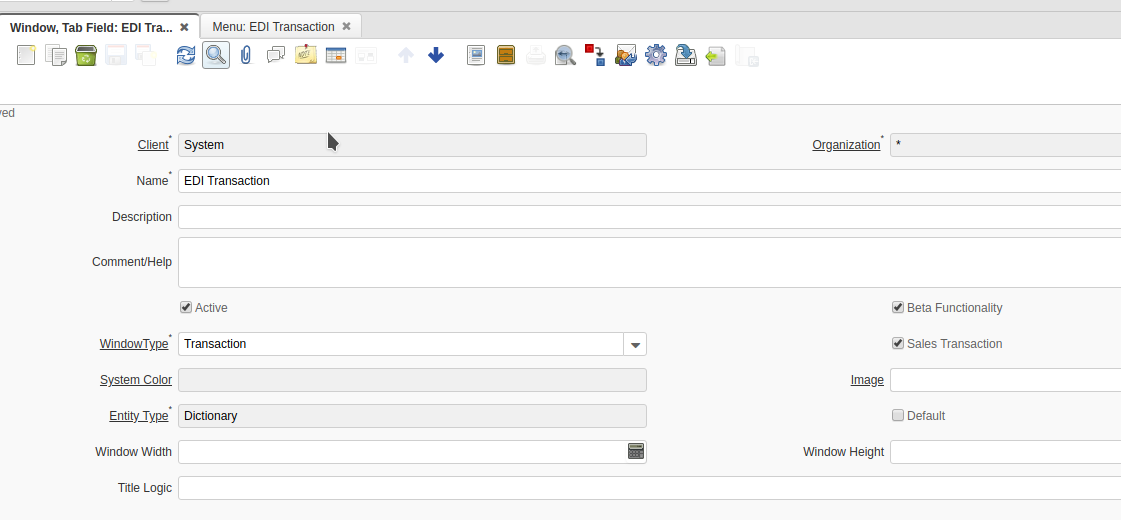 Window, Tab Field: EDI Tra... Menu: EDI Transaction
Client* System Organization* *
Name* EDI Transaction
Description
Comment/Help
Active Beta Functionality
WindowType* Transaction Sales Transaction
System Color Image
Entity Type* Dictionary Default
Window Width Window Height
Title Logic